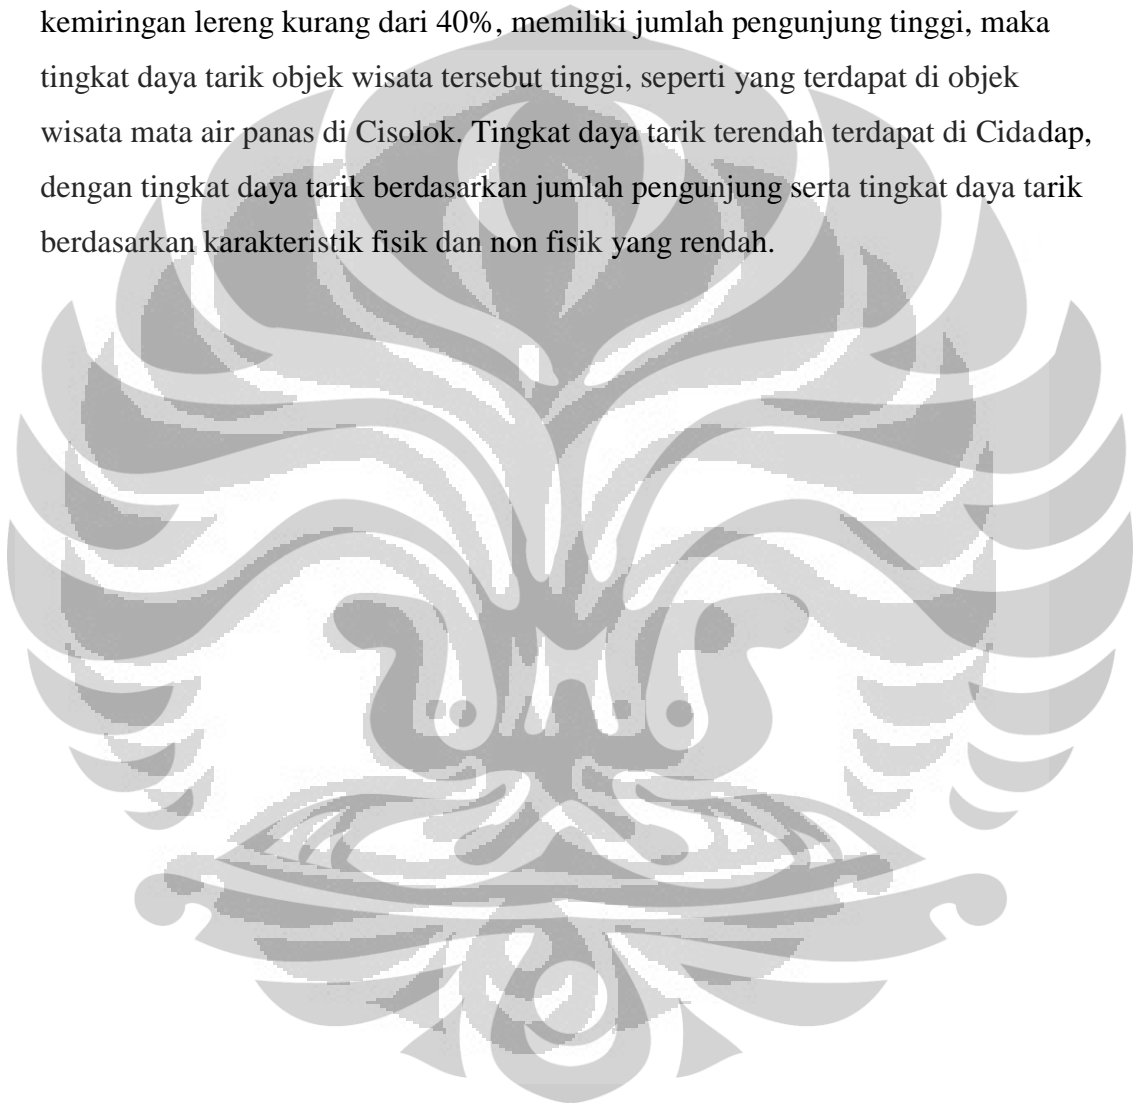 kemiringan lereng kurang dari 40%, memiliki jumlah pengunjung tinggi, maka
tingkat daya tarik objek wisata tersebut tinggi, seperti yang terdapat di objek
wisata mata air panas di Cisolok. Tingkat daya tarik terendah terdapat di Cidadap,
dengan tingkat daya tarik berdasarkan jumlah pengunjung serta tingkat daya tarik
berdasarkan karakteristik fisik dan non fisik yang rendah.